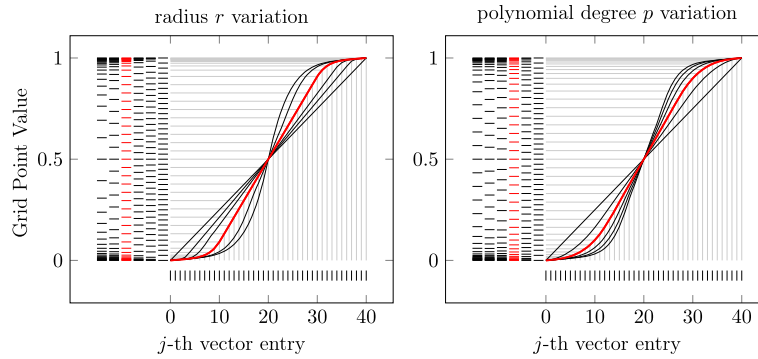 radius r variation
polynomial degree p variation
Grid Point Value
1
0.5
0
0 10 20 30 40
j-th vector entry
1
0.5
0
0 10 20 30 40
j-th vector entry